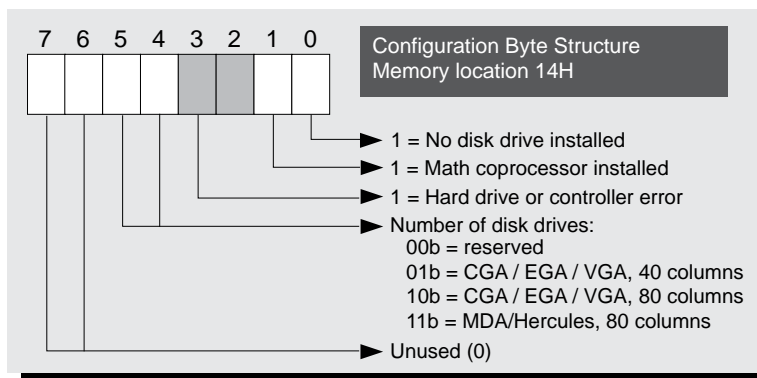 7 6 5 4 3 2 1 0
Configuration Byte Structure
Memory location 14H
1 = No disk drive installed
1 = Math coprocessor installed
1 = Hard drive or controller error
Number of disk drives:
00b = reserved
01b = CGA / EGA / VGA, 40 columns
10b = CGA / EGA / VGA, 80 columns
11b = MDA/Hercules, 80 columns
Unused (0)